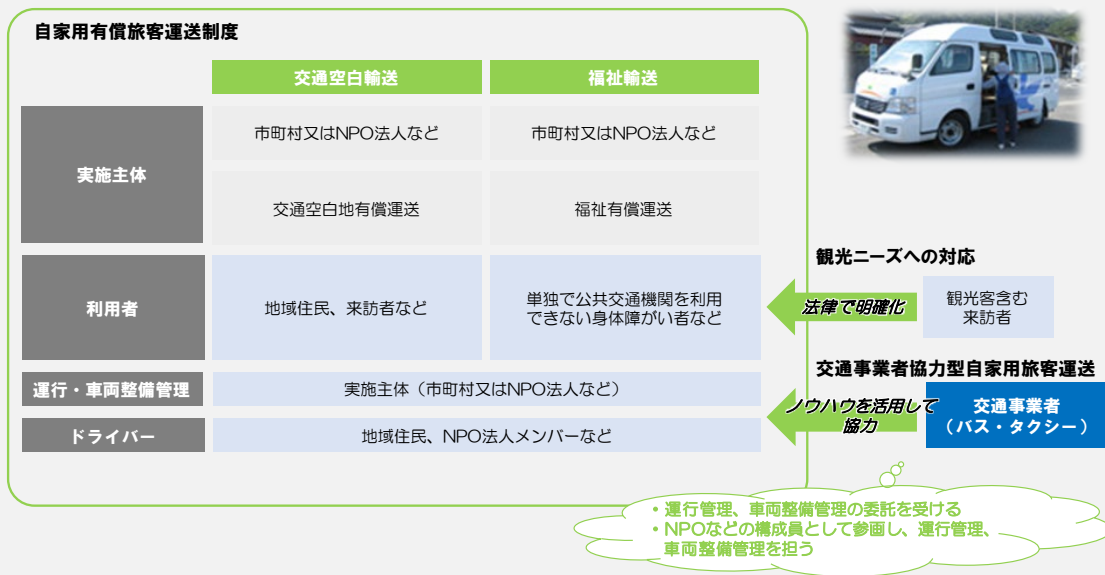 自家用有償旅客運送制度
交通空白輸送
福祉輸送
実施主体
市町村又はNPO法人など
市町村又はNPO法人など
交通空白地有償運送
福祉有償運送
利用者
地域住民、来訪者など
単独で公共交通機関を利用
できない身体障がい者など
観光ニーズへの対応
法律で明確化
観光客含む
来訪者
運行・車両整備管理
実施主体（市町村又はNPO法人など）
ドライバー
地域住民、NPO法人メンバーなど
交通事業者協力型自家用旅客運送
ノウハウを活用して
協力
交通事業者
（バス・タクシー）
・運行管理、車両整備管理の委託を受ける
・NPOなどの構成員として参画し、運行管理、
車両整備管理を担う